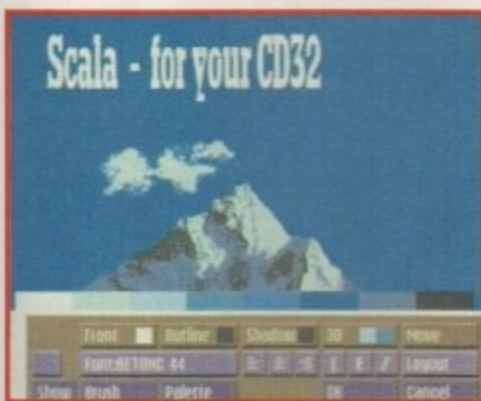 Scala - for your CD32
Front Outline Shadow 3D Move
Font:BETONG 44 Layout
Show Brush Palette OK Cancel